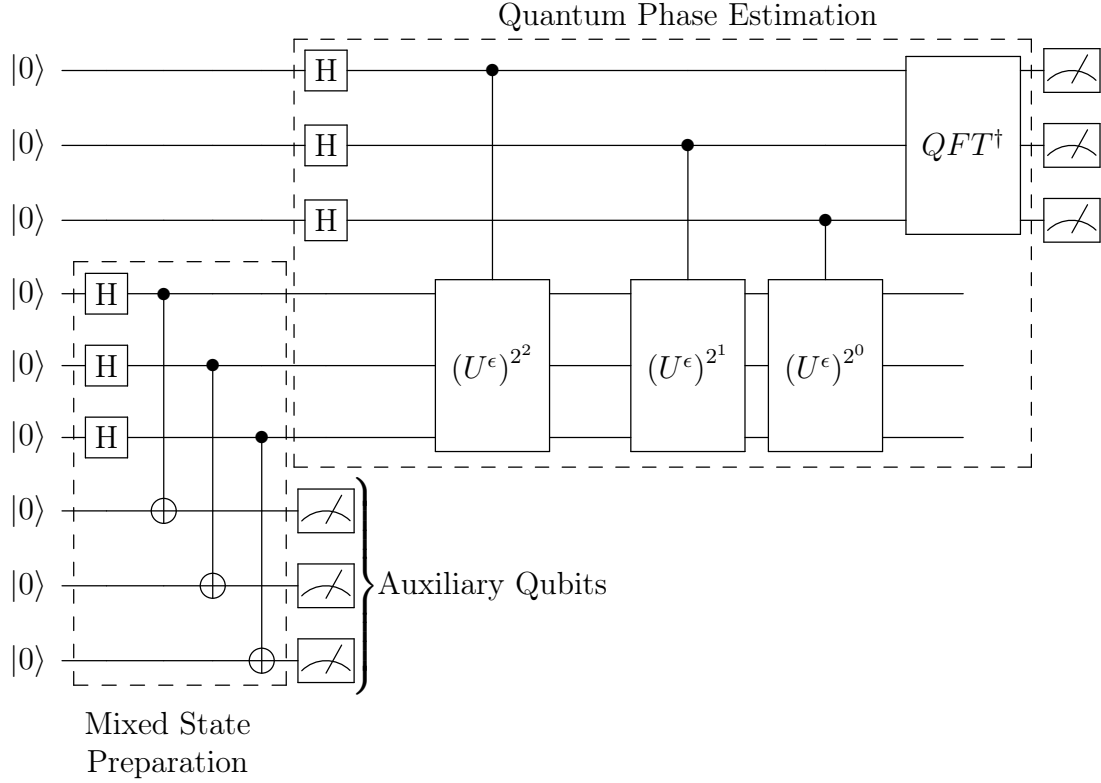 Quantum Phase Estimation
|0⟩ H
|0⟩ H QFT†
|0⟩ H
|0⟩ H
|0⟩ H (U^ϵ)^{2^2} (U^ϵ)^{2^1} (U^ϵ)^{2^0}
|0⟩ H
|0⟩
|0⟩ Auxiliary Qubits
|0⟩
Mixed State
Preparation